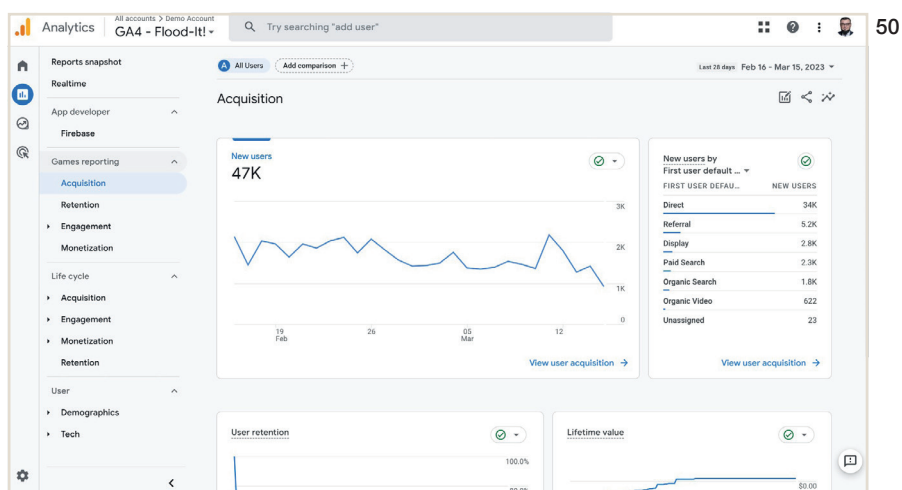 All accounts > Demo Account
Analytics
GA4 - Flood-It!
Try searching "add user"
50
Reports snapshot
Realtime
App developer
Firebase
Games reporting
Acquisition
Retention
Engagement
Monetization
Life cycle
Acquisition
Engagement
Monetization
Retention
User
Demographics
Tech
A All Users
Add comparison +
Last 28 days Feb 16 - Mar 15, 2023
Acquisition
New users
47K
3K
2K
1K
0
19 Feb
26
05 Mar
12
View user acquisition →
New users by
First user default ...
FIRST USER DEFAU... NEW USERS
Direct 34K
Referral 5.2K
Display 2.8K
Paid Search 2.3K
Organic Search 1.8K
Organic Video 622
Unassigned 23
View user acquisition →
User retention
100.0%
Lifetime value
$0.00